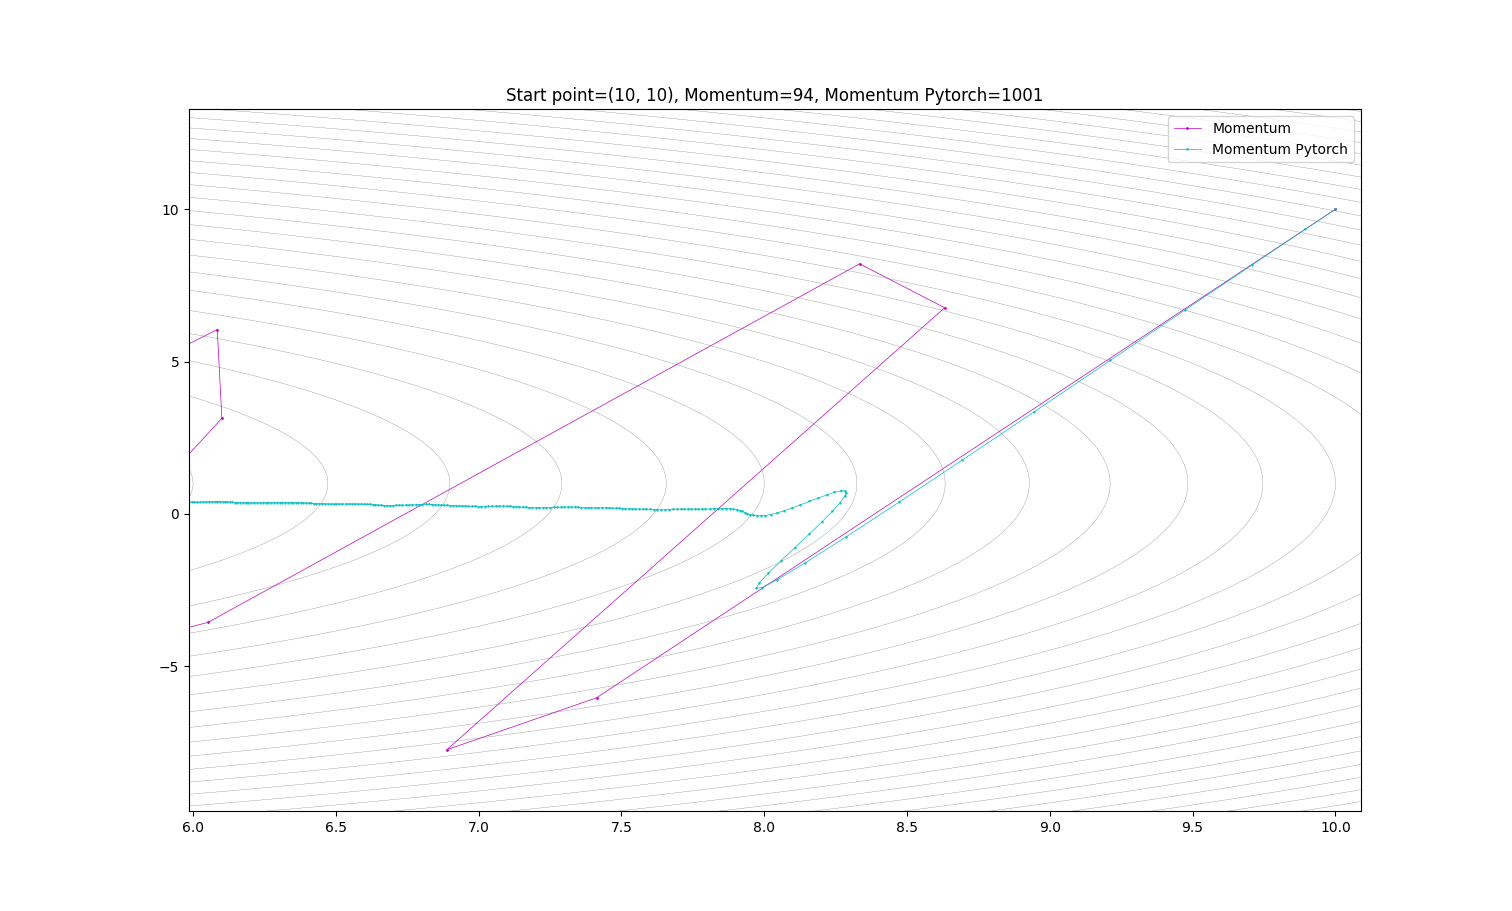 Start point=(10, 10), Momentum=94, Momentum Pytorch=1001
Momentum
Momentum Pytorch
10
5
0
−5
6.0 6.5 7.0 7.5 8.0 8.5 9.0 9.5 10.0